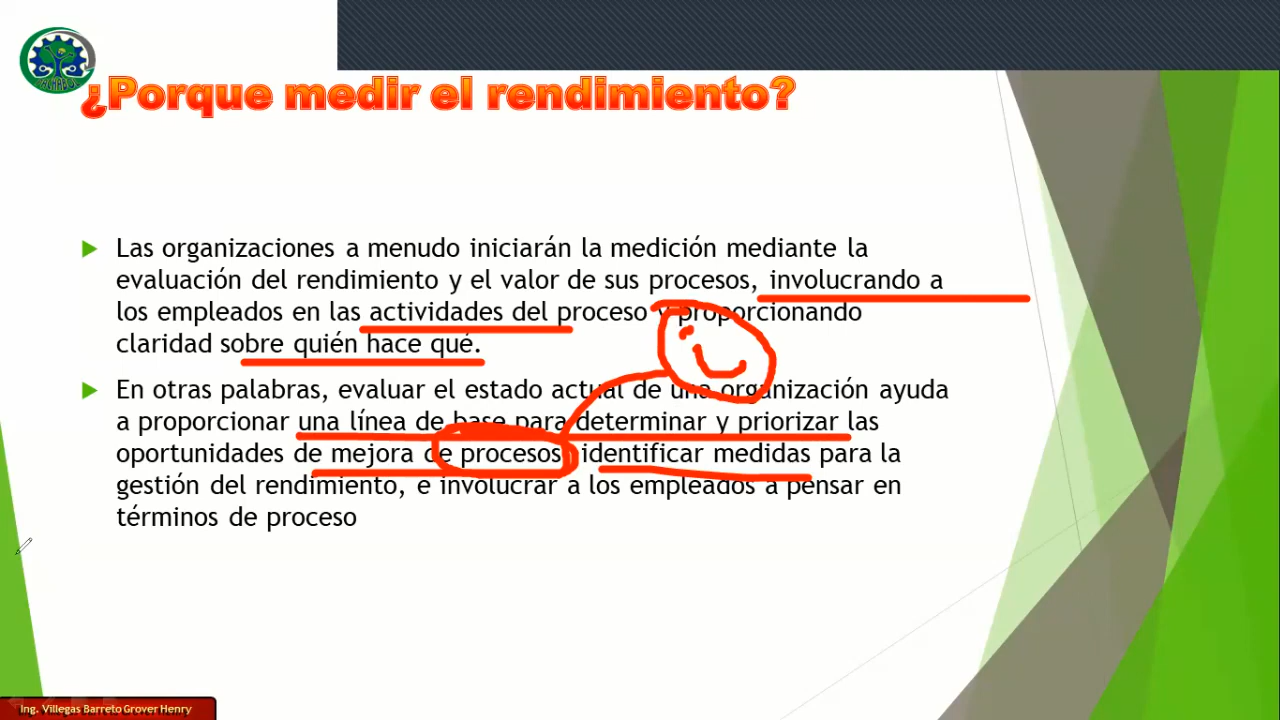 ¿Porque medir el rendimiento?
Las organizaciones a menudo iniciarán la medición mediante la
evaluación del rendimiento y el valor de sus procesos, involucrando a
los empleados en las actividades del proceso y proporcionando
claridad sobre quién hace qué.
En otras palabras, evaluar el estado actual de una organización ayuda
a proporcionar una línea de base para determinar y priorizar las
oportunidades de mejora de procesos, identificar medidas para la
gestión del rendimiento, e involucrar a los empleados a pensar en
términos de proceso
Ing. Villegas Barreto Grover Henry